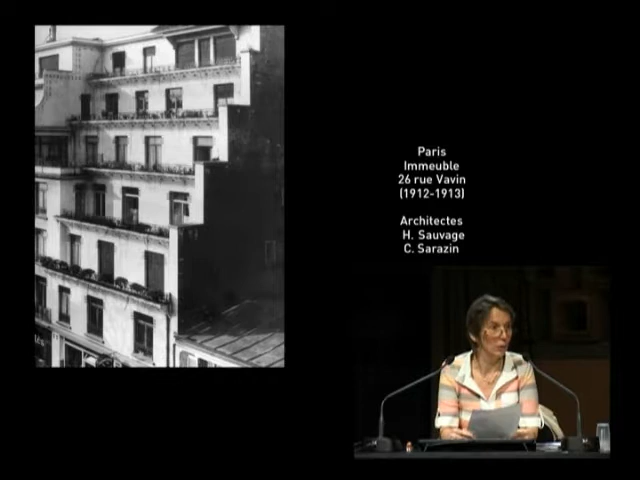 Paris
Immeuble
26 rue Vavin
(1912-1913)
Architectes
H. Sauvage
C. Sarazin